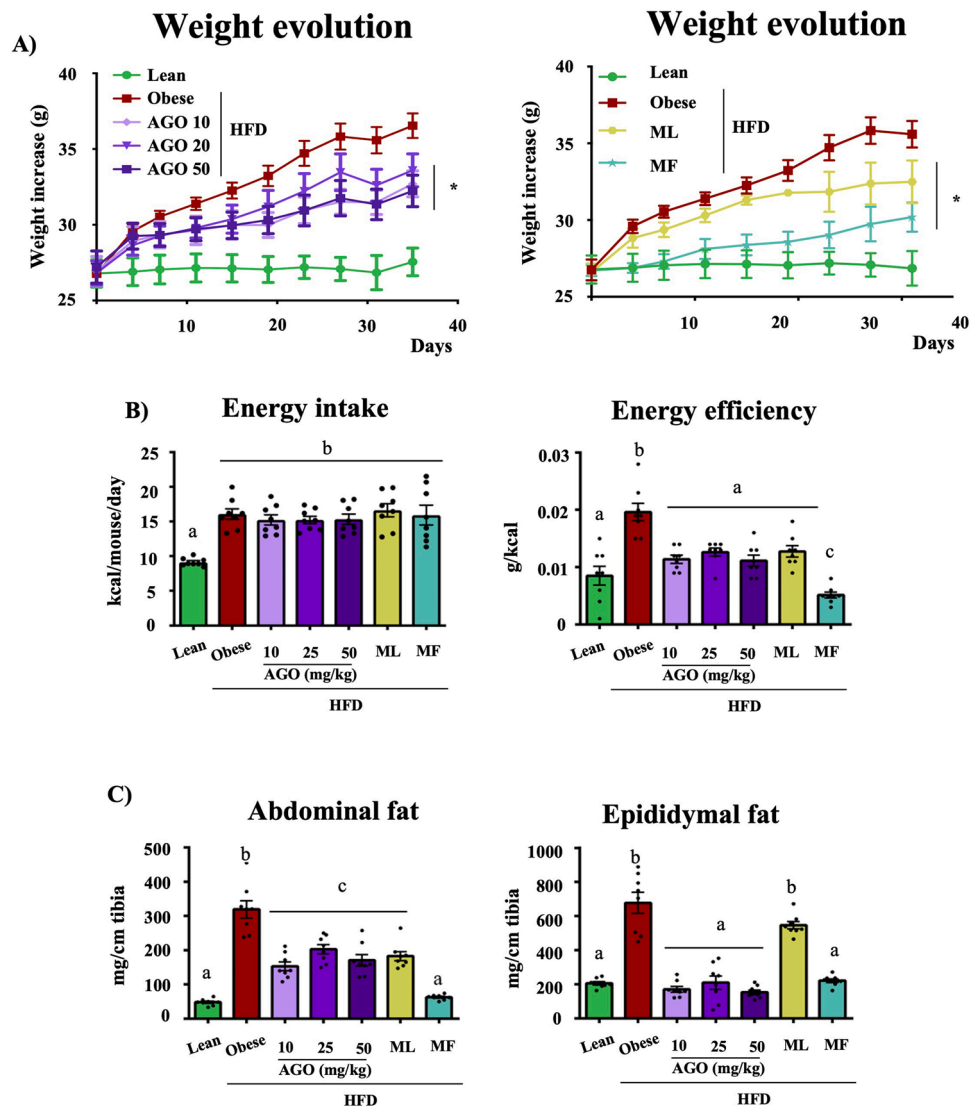 A)
Weight evolution
Weight increase (g)
40
35
30
25
Lean
Obese
AGO 10
AGO 20
AGO 50
HFD
*
10
20
30
40
Days
Weight evolution
Weight increase (g)
40
35
30
25
Lean
Obese
ML
MF
HFD
*
10
20
30
40
Days
B)
Energy intake
kcal/mouse/day
25
20
15
10
5
0
a
b
Lean
Obese
10
25
50
ML
MF
AGO (mg/kg)
HFD
Energy efficiency
g/kcal
0.03
0.02
0.01
0
a
b
a
c
Lean
Obese
10
25
50
ML
MF
AGO (mg/kg)
HFD
C)
Abdominal fat
mg/cm tibia
500
400
300
200
100
0
a
b
c
a
Lean
Obese
10
25
50
ML
MF
AGO (mg/kg)
HFD
Epididymal fat
mg/cm tibia
1000
800
600
400
200
0
a
b
a
b
a
Lean
Obese
10
25
50
ML
MF
AGO (mg/kg)
HFD